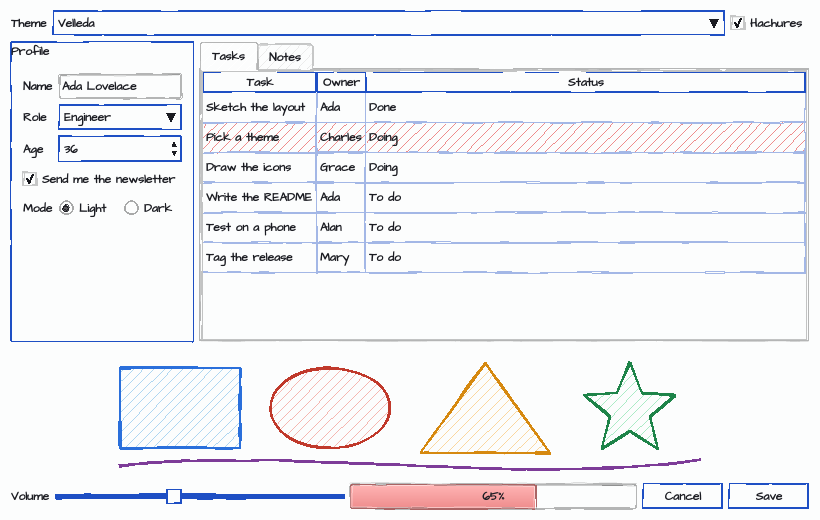 Theme Velleda Hachures
Profile
Name Ada Lovelace
Role Engineer
Age 36
Send me the newsletter
Mode Light Dark
Tasks Notes
Task Owner Status
Sketch the layout Ada Done
Pick a theme Charles Doing
Draw the icons Grace Doing
Write the README Ada To do
Test on a phone Alan To do
Tag the release Mary To do
Volume 65% Cancel Save